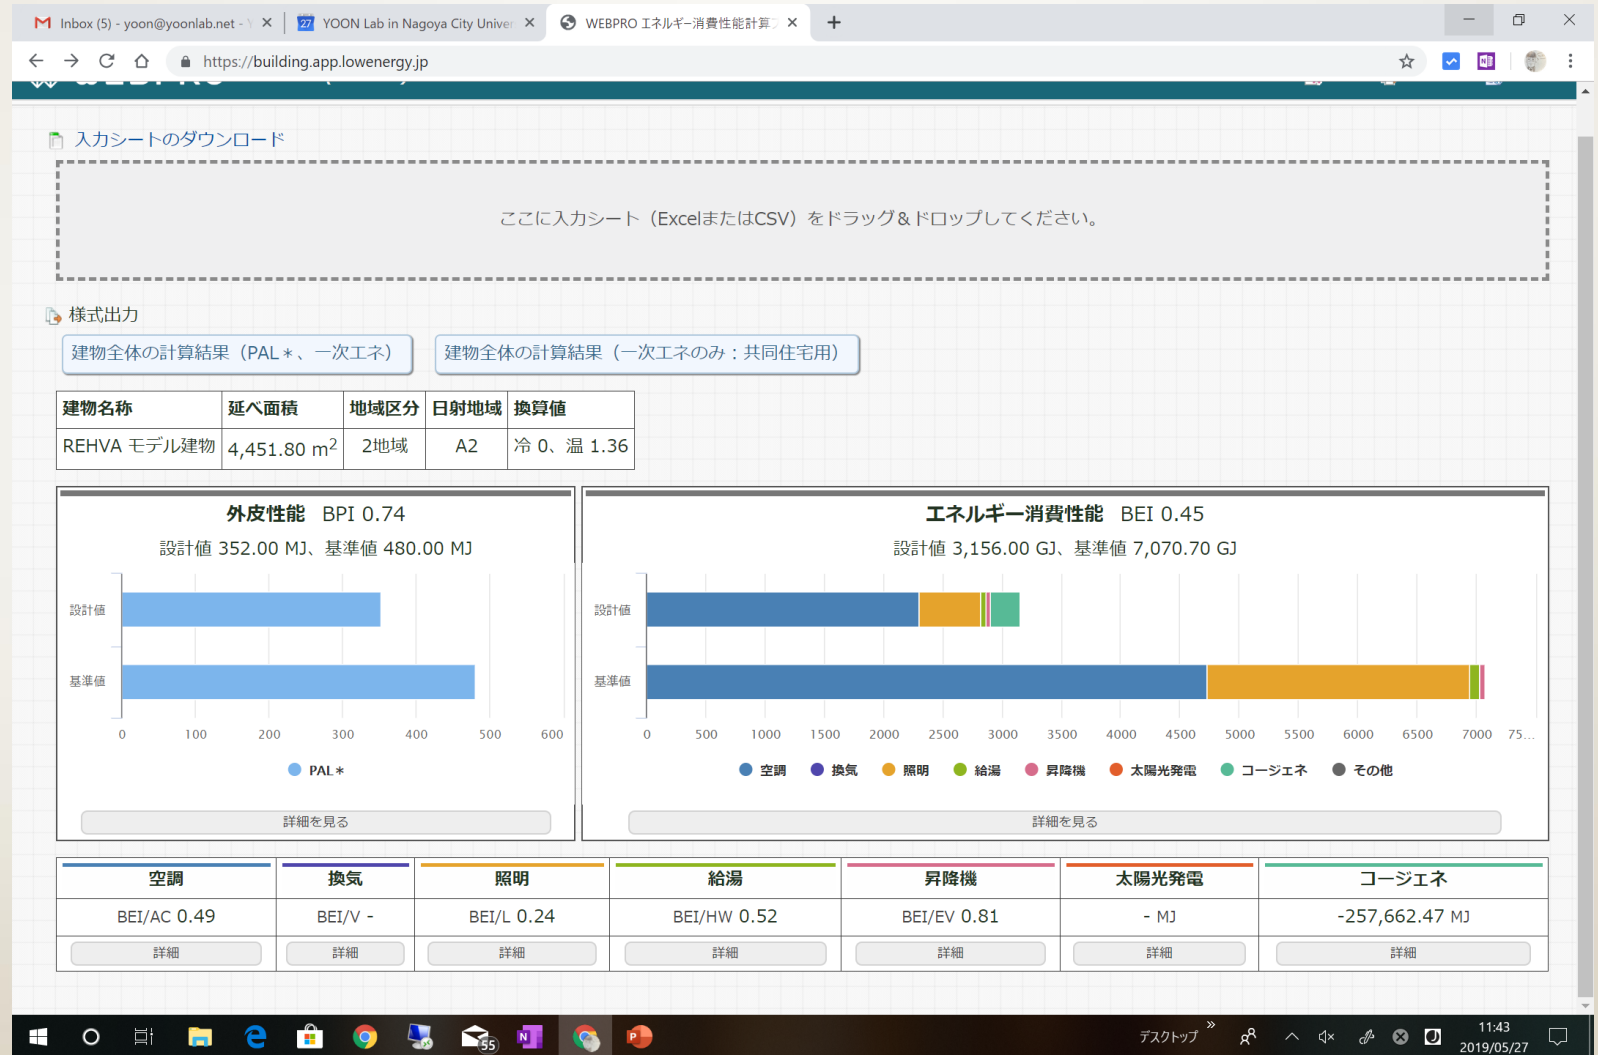 Inbox (5) - yoon@yoonlab.net -
27 YOON Lab in Nagoya City Univer
WEBPRO エネルギー消費性能計算
https://building.app.lowenergy.jp
入力シートのダウンロード
ここに入力シート（ExcelまたはCSV）をドラッグ＆ドロップしてください。
様式出力
建物全体の計算結果（PAL＊、一次エネ） 建物全体の計算結果（一次エネのみ：共同住宅用）
建物名称 延べ面積 地域区分 日射地域 換算値
REHVA モデル建物 4,451.80 m2 2地域 A2 冷 0、温 1.36
外皮性能 BPI 0.74
設計値 352.00 MJ、基準値 480.00 MJ
設計値
基準値
0 100 200 300 400 500 600
PAL＊
詳細を見る
エネルギー消費性能 BEI 0.45
設計値 3,156.00 GJ、基準値 7,070.70 GJ
設計値
基準値
0 500 1000 1500 2000 2500 3000 3500 4000 4500 5000 5500 6000 6500 7000 75...
空調 換気 照明 給湯 昇降機 太陽光発電 コージェネ その他
詳細を見る
空調 換気 照明 給湯 昇降機 太陽光発電 コージェネ
BEI/AC 0.49 BEI/V - BEI/L 0.24 BEI/HW 0.52 BEI/EV 0.81 - MJ -257,662.47 MJ
詳細 詳細 詳細 詳細 詳細 詳細 詳細
55
デスクトップ
11:43
2019/05/27